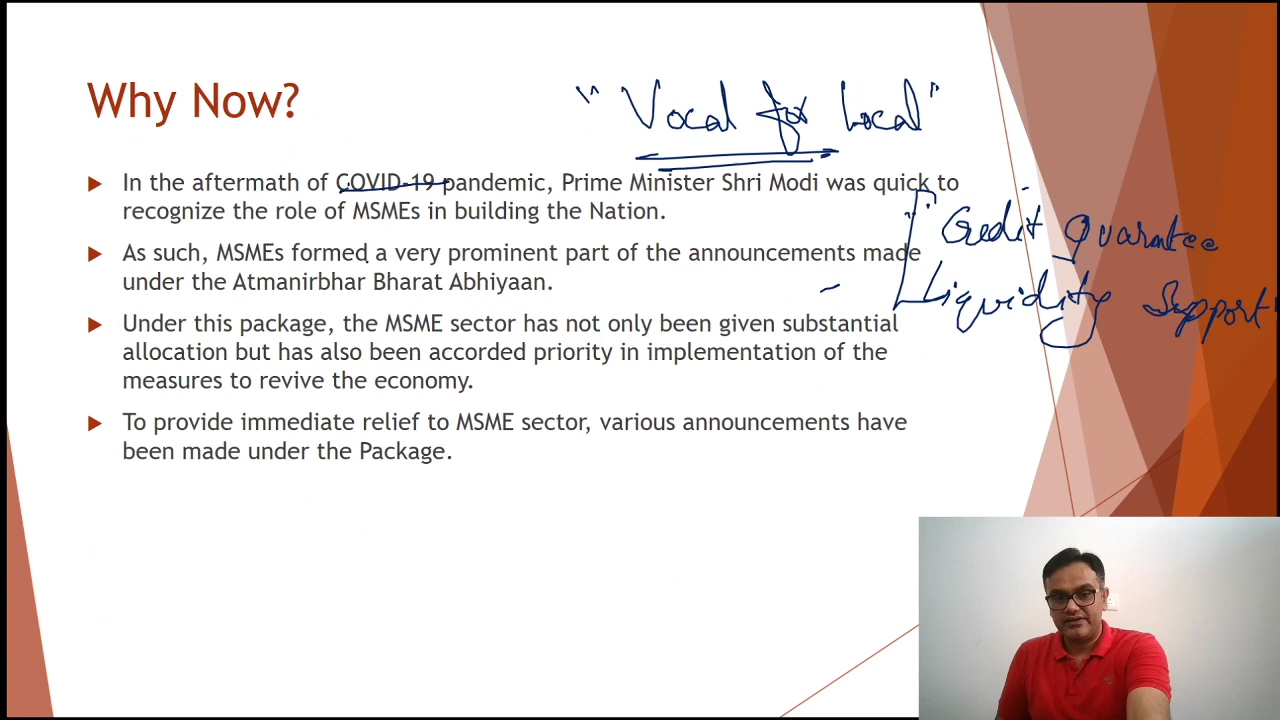 Why Now?
"Vocal for Local"
In the aftermath of COVID-19 pandemic, Prime Minister Shri Modi was quick to
recognize the role of MSMEs in building the Nation.
As such, MSMEs formed a very prominent part of the announcements made
under the Atmanirbhar Bharat Abhiyaan.
Under this package, the MSME sector has not only been given substantial
allocation but has also been accorded priority in implementation of the
measures to revive the economy.
To provide immediate relief to MSME sector, various announcements have
been made under the Package.
Credit guarantee
Liquidity Support